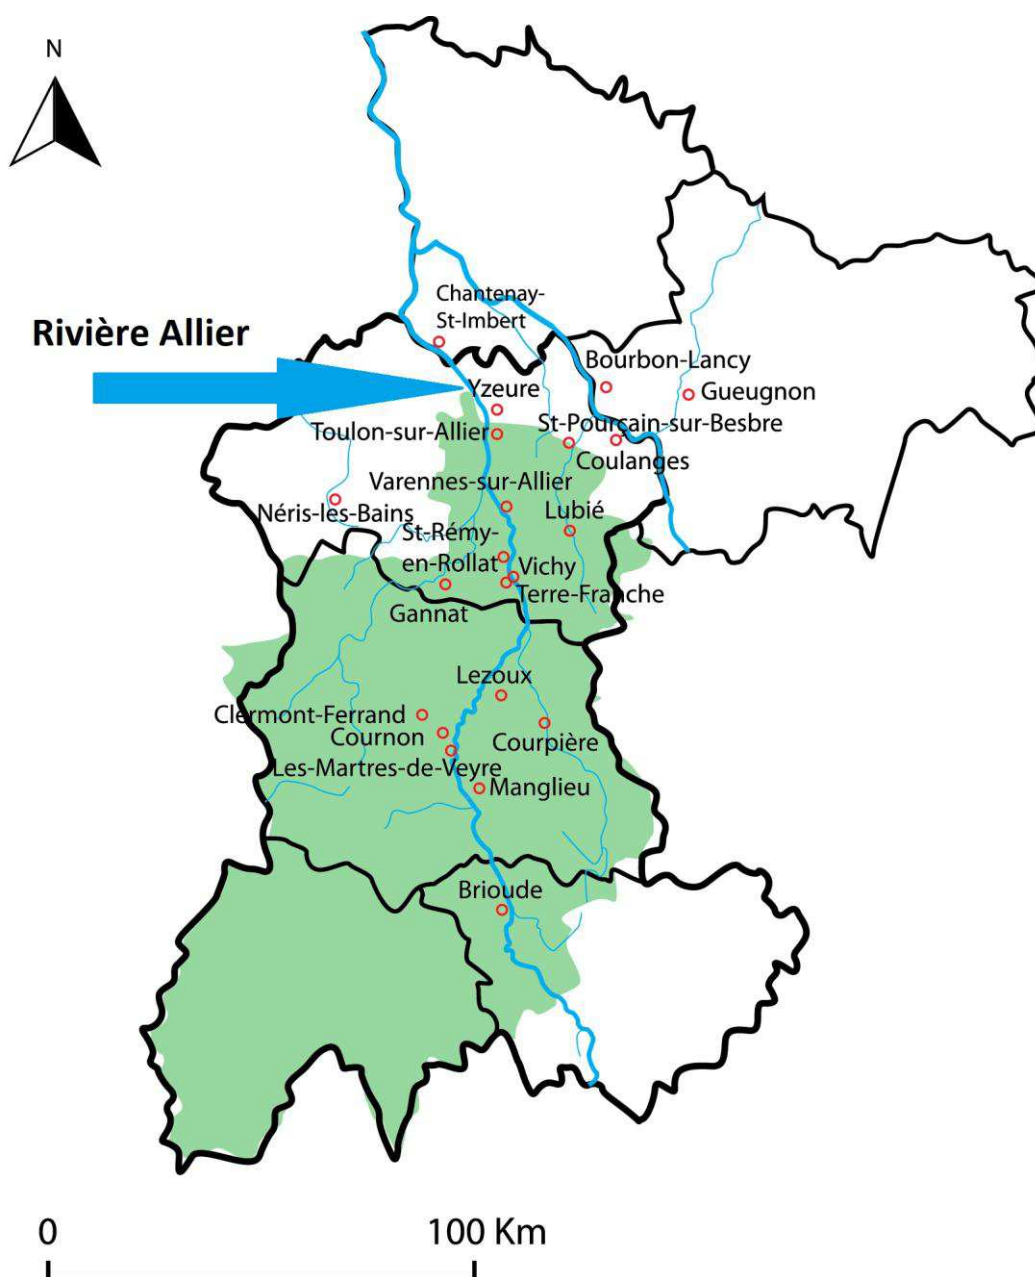 N
Chantenay-
St-Imbert
Rivière Allier
Bourbon-Lancy
Yzeure
Gueugnon
St-Pourçain-sur-Besbre
Toulon-sur-Allier
Coulanges
Varennes-sur-Allier
Lubié
Néris-les-Bains
St-Rémy-
en-Rollat
Vichy
Terre-Franche
Gannat
Lezoux
Clermont-Ferrand
Cournon
Courpière
Les-Martres-de-Veyre
Manglieu
Brioude
0
100 Km